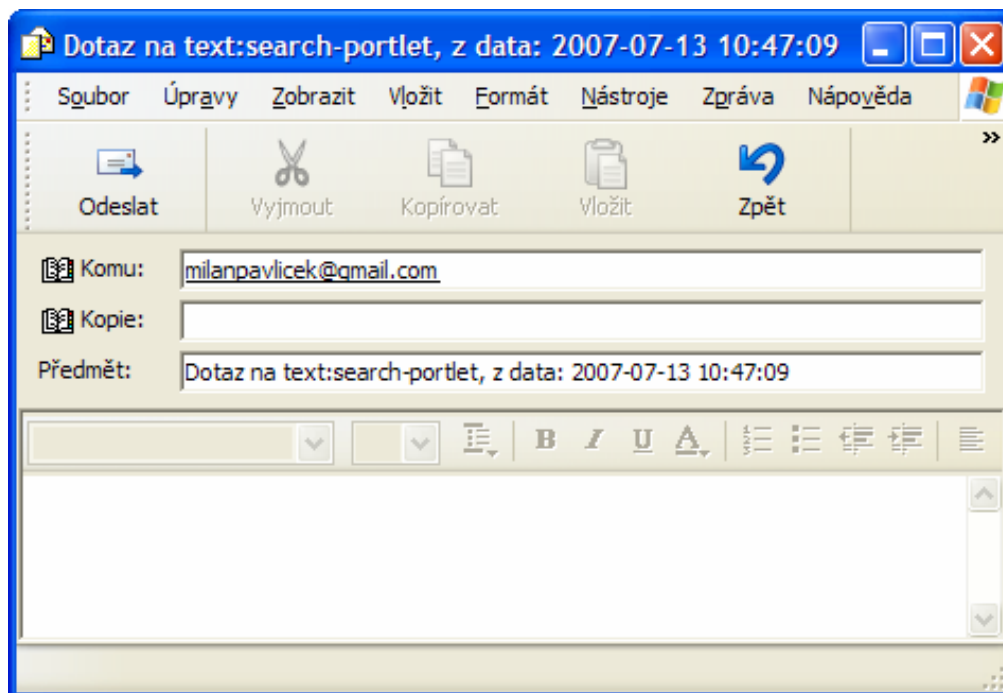 Dotaz na text:search-portlet, z data: 2007-07-13 10:47:09
Soubor Úpravy Zobrazit Vložit Formát Nástroje Zpráva Nápověda
»
Odeslat Vyjmout Kopírovat Vložit Zpět
Komu: milanpavlicek@gmail.com
Kopie:
Předmět: Dotaz na text:search-portlet, z data: 2007-07-13 10:47:09
B I U A